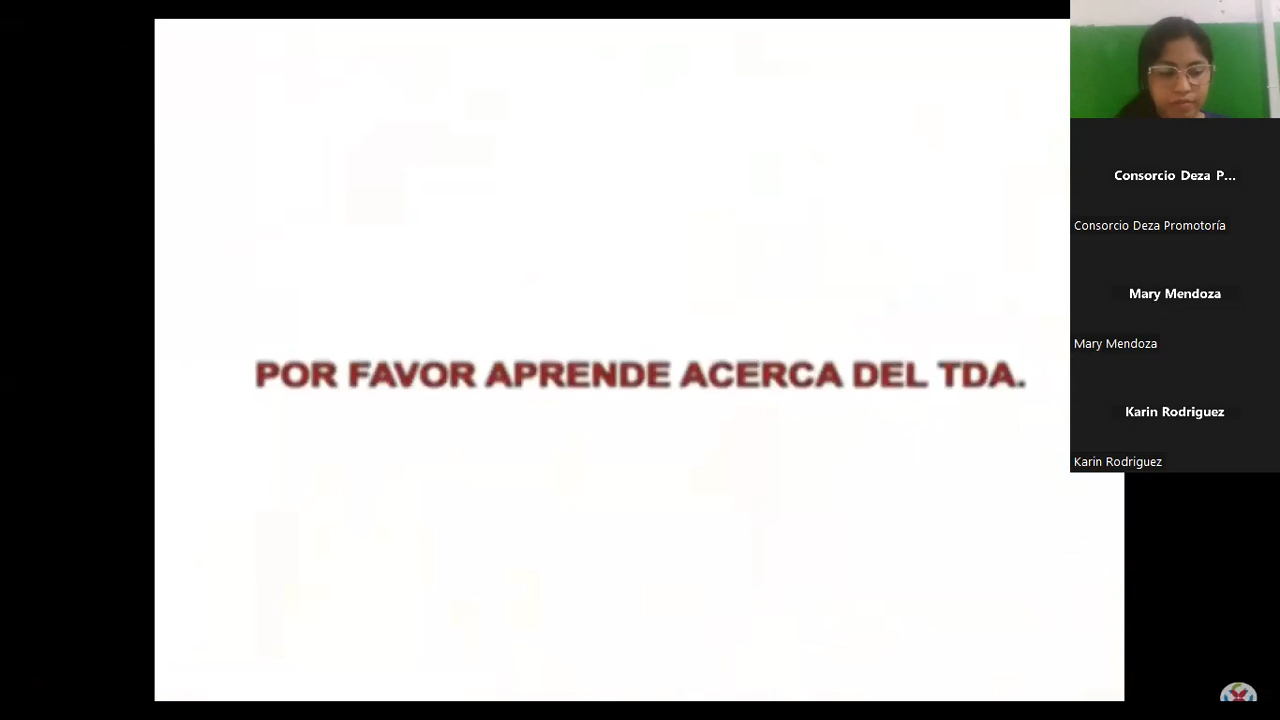 POR FAVOR APRENDE ACERCA DEL TDA.
Consorcio Deza P...
Consorcio Deza Promotoría
Mary Mendoza
Mary Mendoza
Karin Rodriguez
Karin Rodriguez